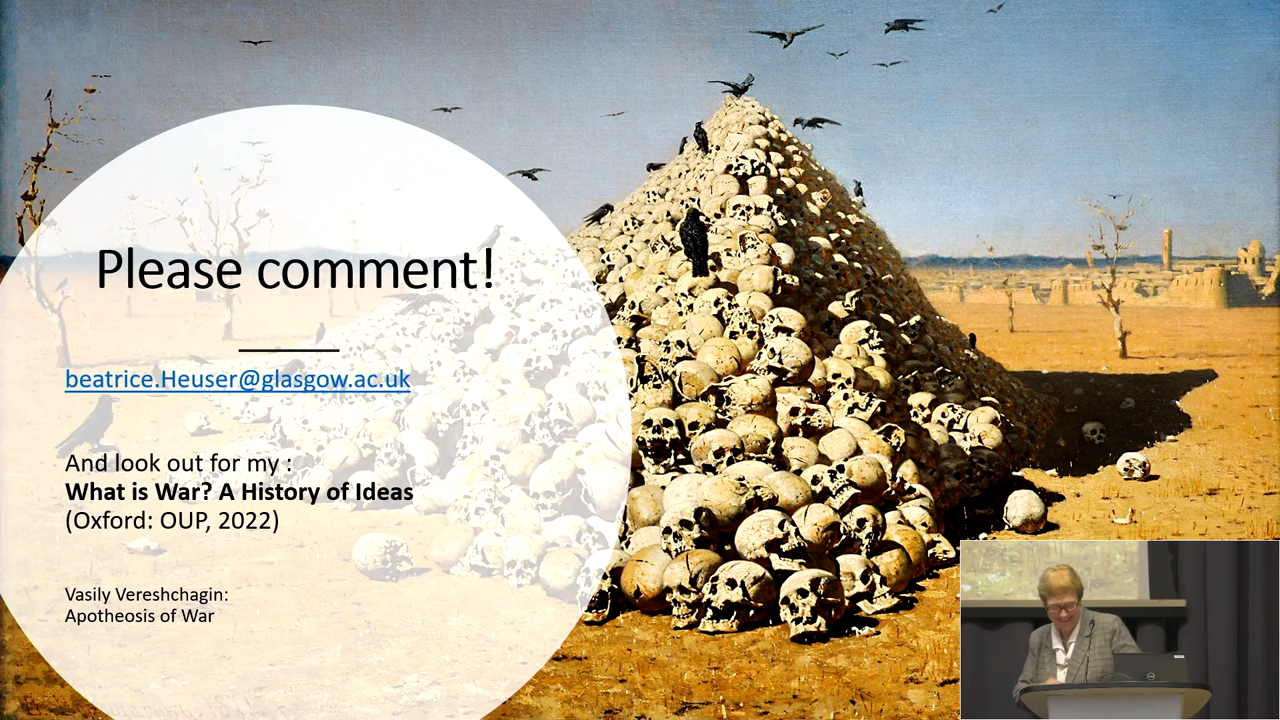 Please comment!
beatrice.Heuser@glasgow.ac.uk
And look out for my :
What is War? A History of Ideas
(Oxford: OUP, 2022)
Vasily Vereshchagin:
Apotheosis of War